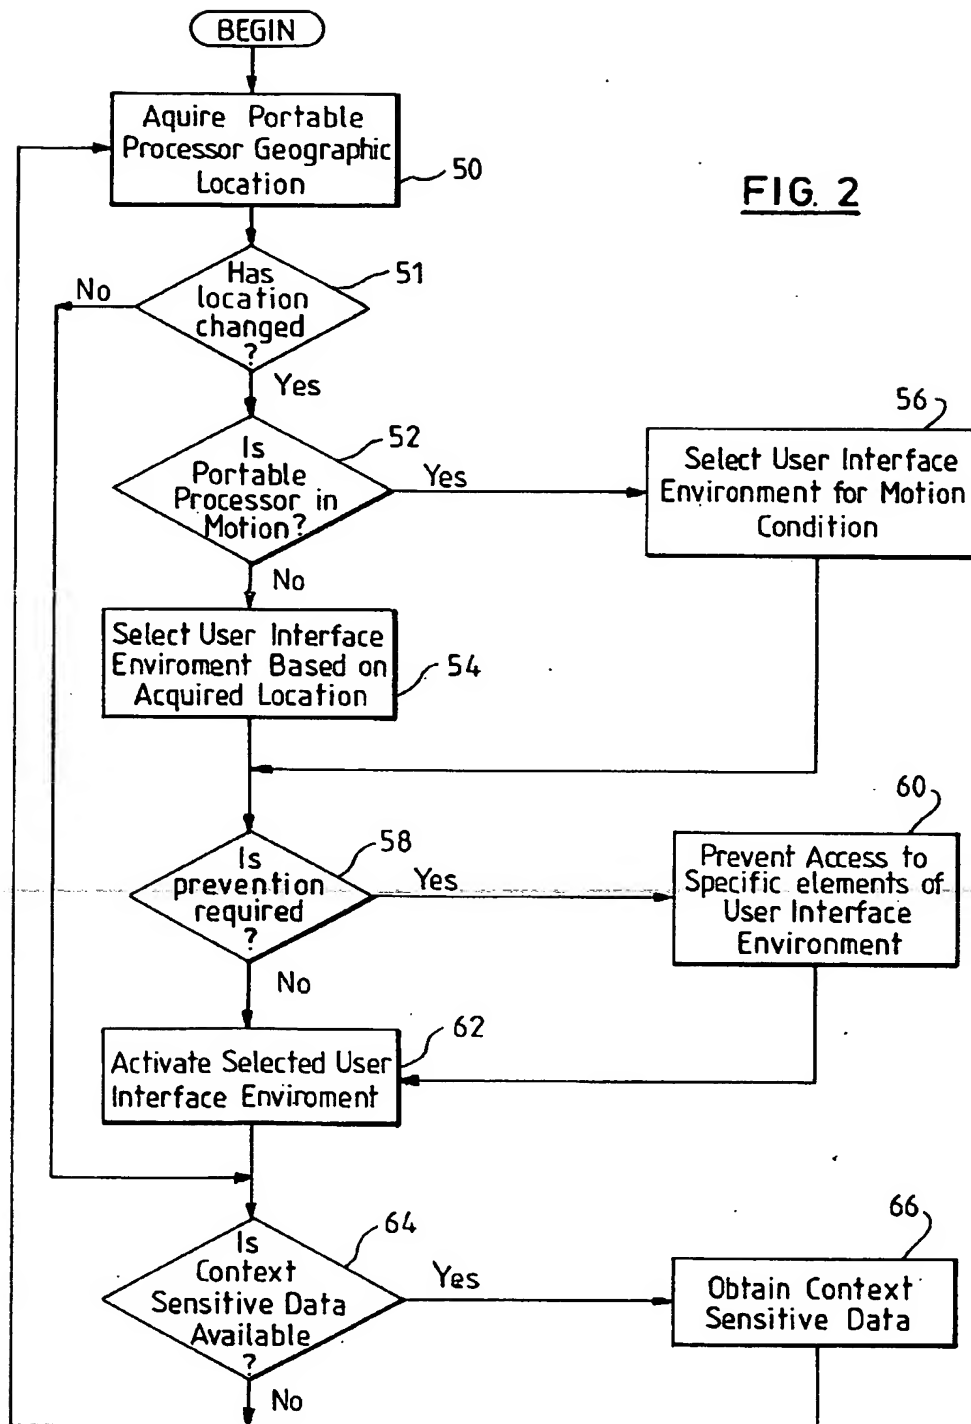 BEGIN
Aquire Portable
Processor Geographic
Location
50
FIG. 2
Has
location
changed
?
51
No
Yes
Is
Portable
Processor in
Motion?
52
Yes
No
56
Select User Interface
Environment for Motion
Condition
Select User Interface
Enviroment Based on
Acquired Location
54
Is
prevention
required
?
58
Yes
No
60
Prevent Access to
Specific elements of
User Interface
Environment
Activate Selected User
Interface Enviroment
62
Is
Context
Sensitive Data
Available
?
64
Yes
No
66
Obtain Context
Sensitive Data